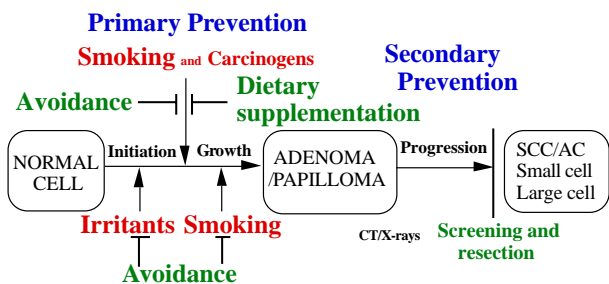 Primary Prevention
Smoking and Carcinogens
Secondary
Prevention
Avoidance
Dietary
supplementation
NORMAL
CELL
Initiation
Growth
ADENOMA
/PAPILLOMA
Progression
SCC/AC
Small cell
Large cell
Irritants
Smoking
CT/X-rays
Screening and
resection
Avoidance